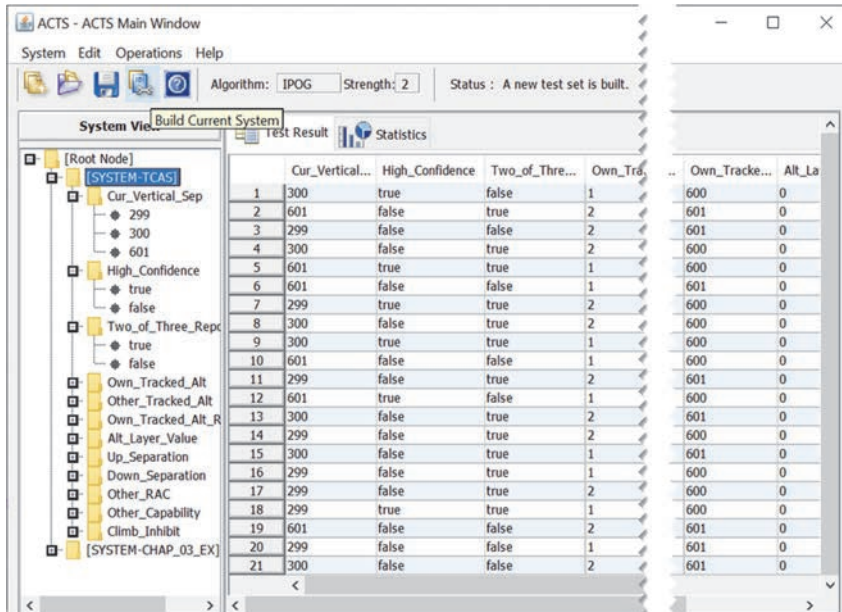 ACTS - ACTS Main Window
System Edit Operations Help
Algorithm: IPOG Strength: 2 Status : A new test set is built.
Build Current System
System View
Test Result Statistics
[Root Node]
[SYSTEM-TCAS]
Cur_Vertical_Sep
299
300
601
High_Confidence
true
false
Two_of_Three_Repo
true
false
Own_Tracked_Alt
Other_Tracked_Alt
Own_Tracked_Alt_R
Alt_Layer_Value
Up_Separation
Down_Separation
Other_RAC
Other_Capability
Climb_Inhibit
[SYSTEM-CHAP_03_EX]
Cur_Vertical... High_Confidence Two_of_Thre... Own_Tra. .. Own_Tracke... Alt_La
1 300 true false 1 600 0
2 601 false true 2 601 0
3 299 false false 2 601 0
4 300 false true 2 600 0
5 601 true true 1 600 0
6 601 false false 1 601 0
7 299 true true 2 600 0
8 300 false true 2 600 0
9 300 true true 1 600 0
10 601 false false 1 601 0
11 299 false true 2 601 0
12 601 true false 1 600 0
13 300 false true 2 601 0
14 299 false true 2 600 0
15 300 false true 1 600 0
16 299 false true 1 600 0
17 299 false true 2 600 0
18 299 true true 1 600 0
19 601 false false 2 601 0
20 299 false false 1 601 0
21 300 false false 2 601 0